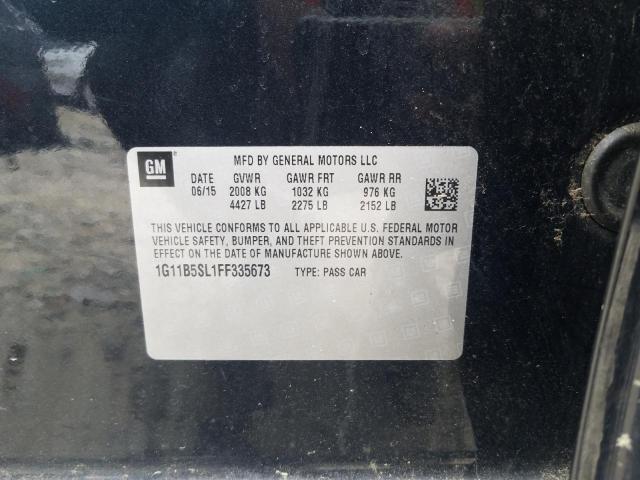 GM
MFD BY GENERAL MOTORS LLC
DATE GVWR GAWR FRT GAWR RR
06/15 2008 KG 1032 KG 976 KG
4427 LB 2275 LB 2152 LB
THIS VEHICLE CONFORMS TO ALL APPLICABLE U.S. FEDERAL MOTOR
VEHICLE SAFETY, BUMPER, AND THEFT PREVENTION STANDARDS IN
EFFECT ON THE DATE OF MANUFACTURE SHOWN ABOVE.
1G11B5SL1FF335673 TYPE: PASS CAR